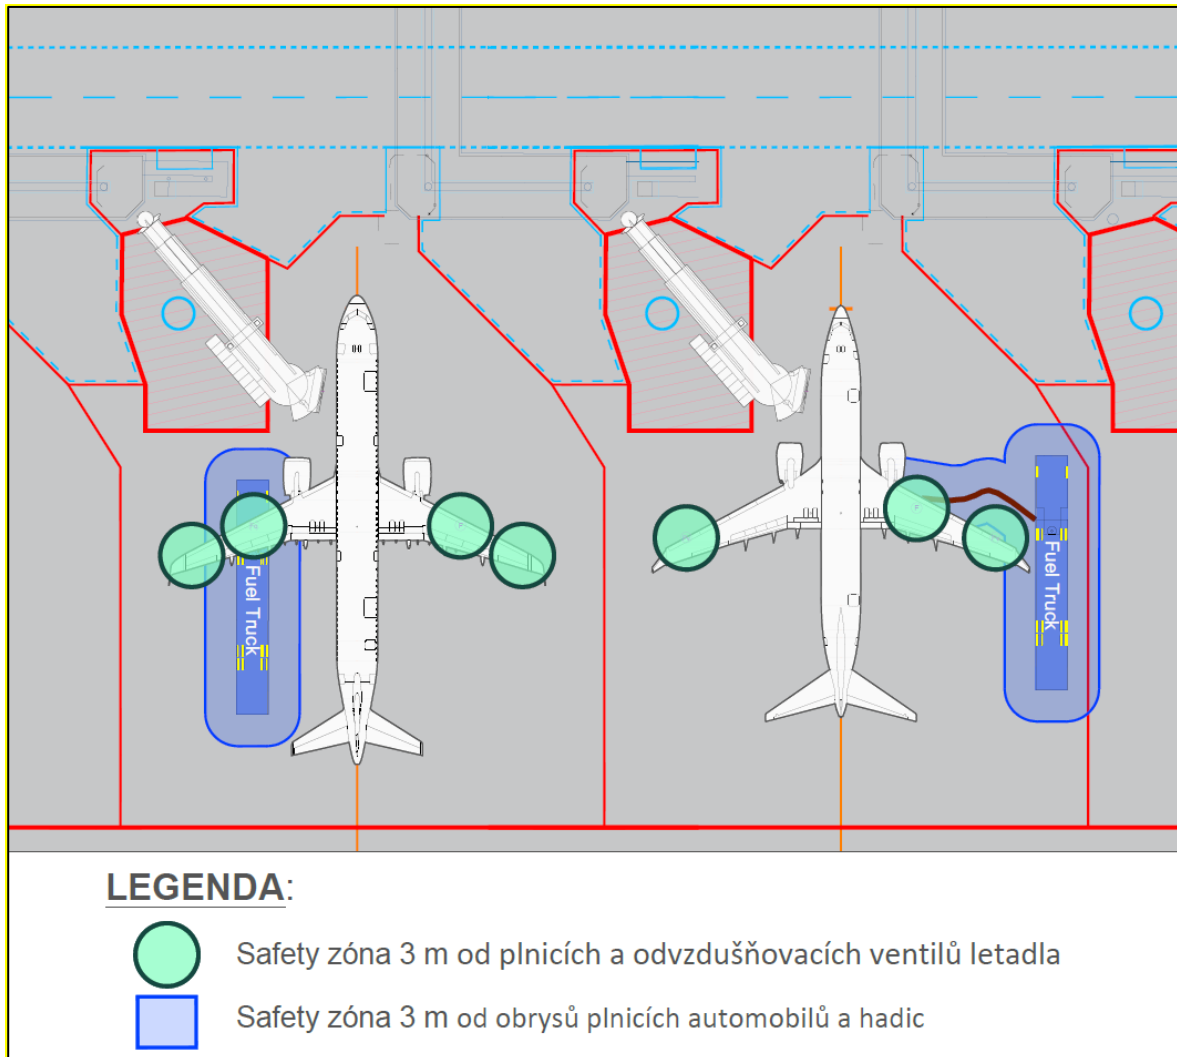 Fuel Truck
Fuel Truck
LEGENDA:
Safety zóna 3 m od plnicích a odvzdušňovacích ventilů letadla
Safety zóna 3 m od obrysů plnicích automobilů a hadic